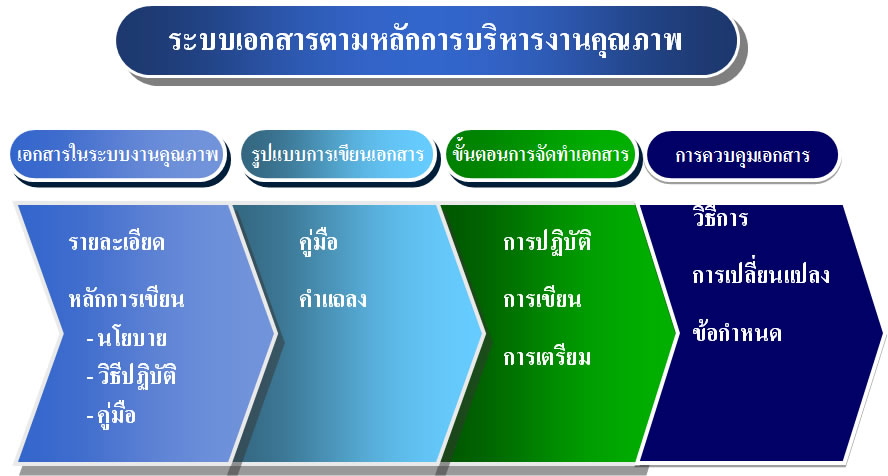 ระบบเอกสารตามหลักการบริหารงานคุณภาพ
เอกสารในระบบงานคุณภาพ
รูปแบบการเขียนเอกสาร
ขั้นตอนการจัดทำเอกสาร
การควบคุมเอกสาร
รายละเอียด
หลักการเขียน
- นโยบาย
- วิธีปฏิบัติ
- คู่มือ
คู่มือ
คำแถลง
การปฏิบัติ
การเขียน
การเตรียม
วิธีการ
การเปลี่ยนแปลง
ข้อกำหนด